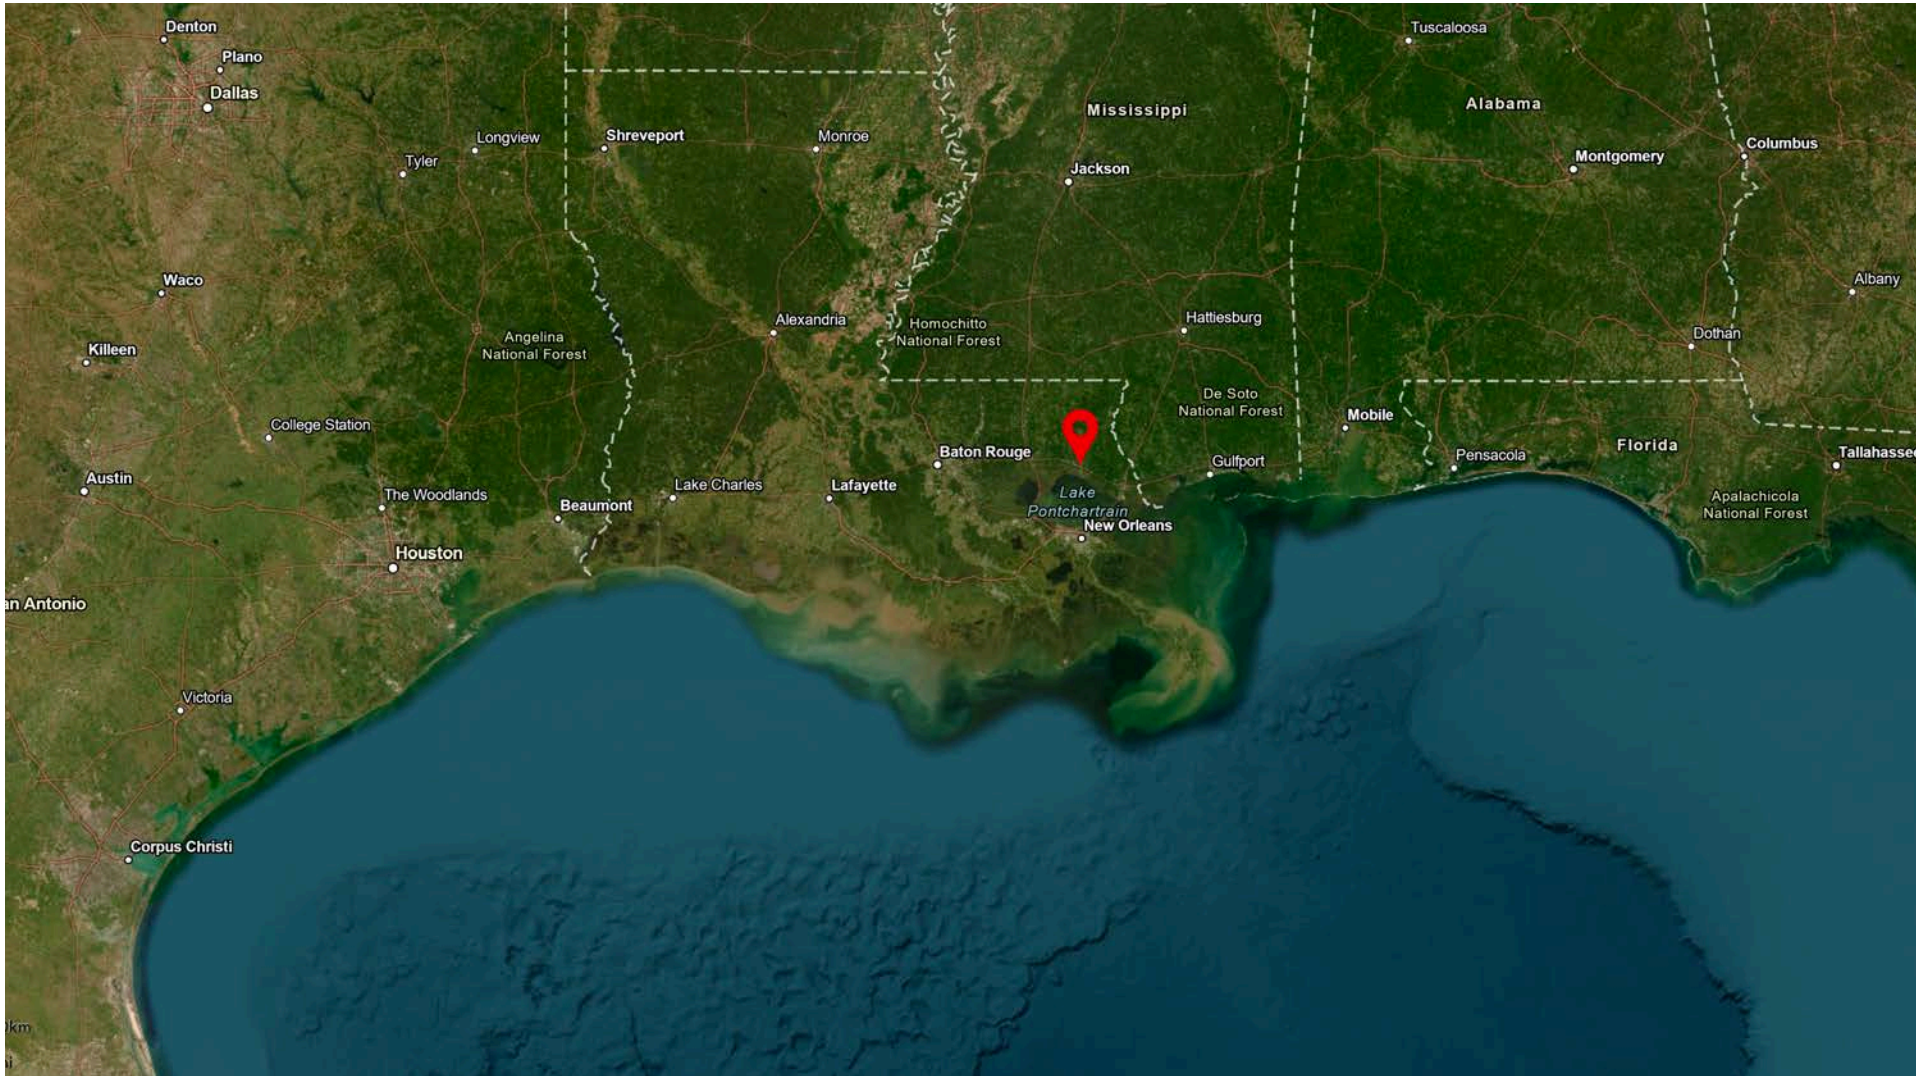 Denton
Plano
Dallas
Tuscaloosa
Mississippi
Alabama
Longview
Shreveport
Monroe
Columbus
Tyler
Jackson
Montgomery
Waco
Albany
Alexandria
Homochitto
National Forest
Hattiesburg
Angelina
National Forest
Dothan
Killeen
De Soto
National Forest
Mobile
College Station
Florida
Baton Rouge
Gulfport
Pensacola
Tallahassee
Austin
The Woodlands
Lake Charles
Lafayette
Lake
Pontchartrain
Apalachicola
National Forest
Beaumont
New Orleans
Houston
an Antonio
Victoria
Corpus Christi
km